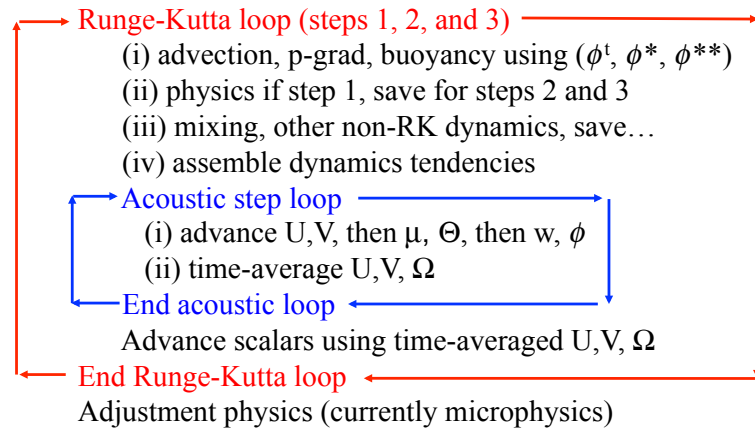 Runge-Kutta loop (steps 1, 2, and 3)
(i) advection, p-grad, buoyancy using (ϕᵗ, ϕ*, ϕ**)
(ii) physics if step 1, save for steps 2 and 3
(iii) mixing, other non-RK dynamics, save…
(iv) assemble dynamics tendencies
Acoustic step loop
(i) advance U,V, then μ, Θ, then w, ϕ
(ii) time-average U,V, Ω
End acoustic loop
Advance scalars using time-averaged U,V, Ω
End Runge-Kutta loop
Adjustment physics (currently microphysics)